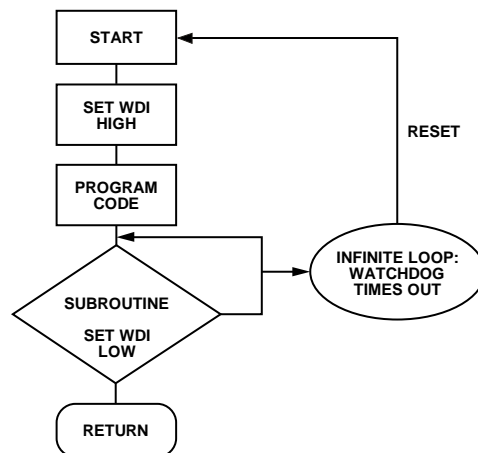 START
SET WDI
HIGH
RESET
PROGRAM
CODE
INFINITE LOOP:
WATCHDOG
TIMES OUT
SUBROUTINE
SET WDI
LOW
RETURN